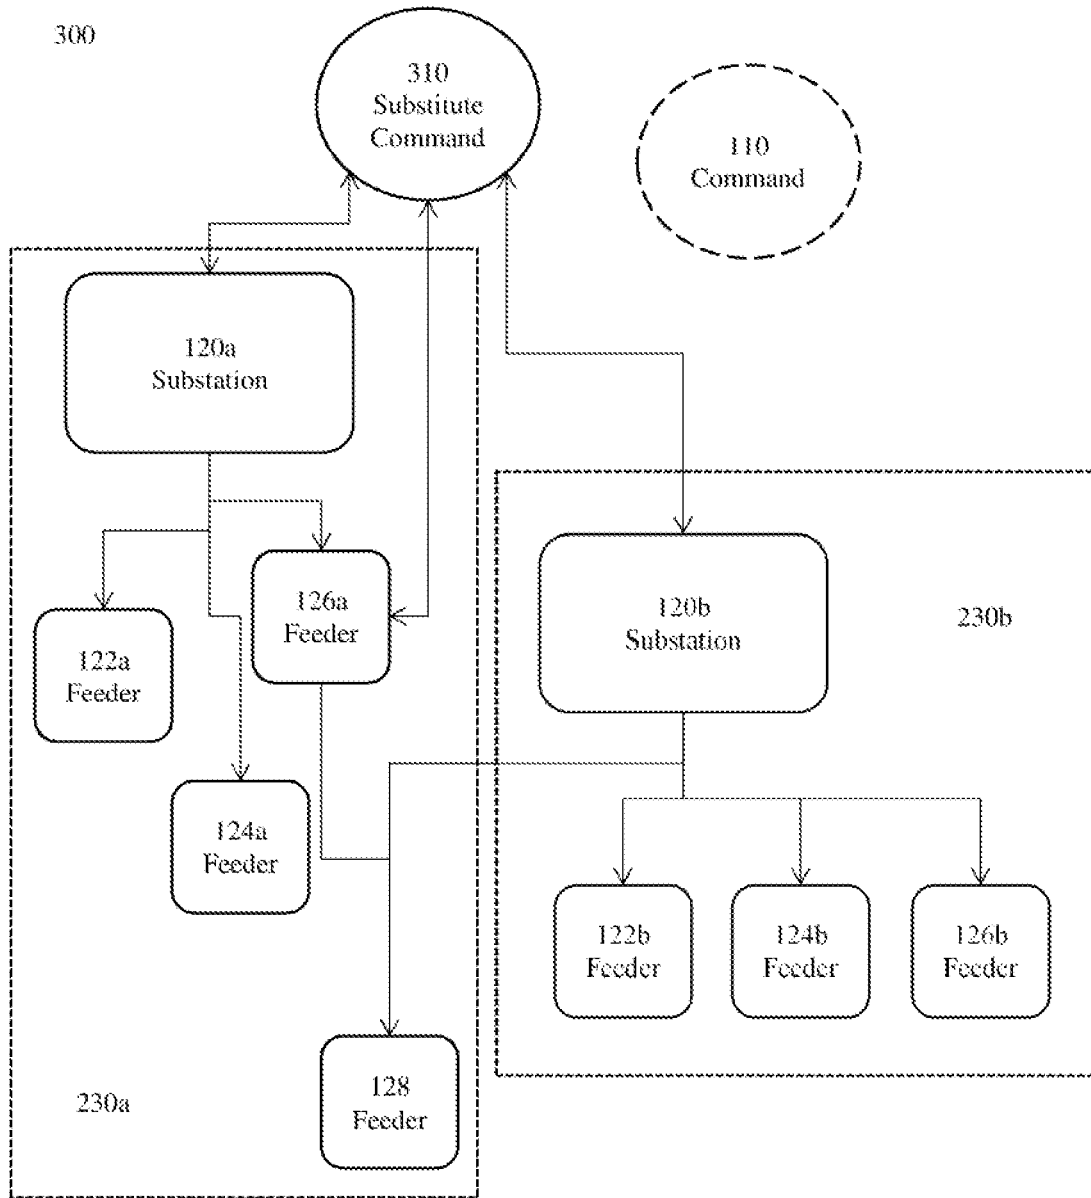 300
310
Substitute
Command
110
Command
120a
Substation
126a
Feeder
122a
Feeder
120b
Substation
230b
124a
Feeder
122b
Feeder
124b
Feeder
126b
Feeder
128
Feeder
230a